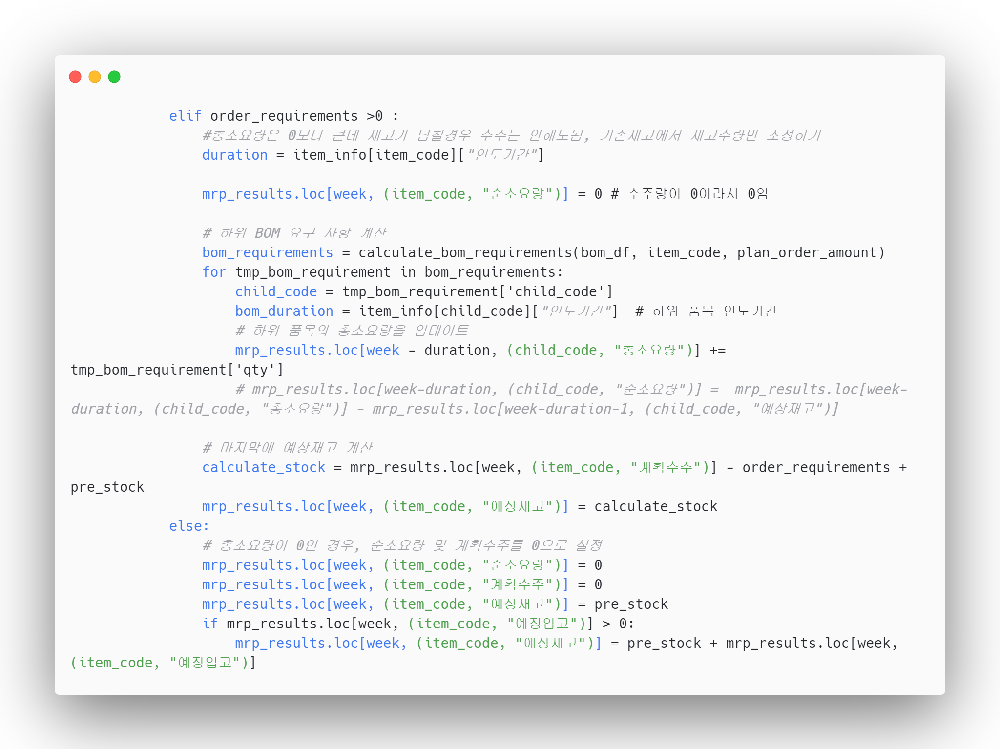 elif order_requirements >0 :
#총소요량은 0보다 큰데 재고가 넘칠경우 수주는 안해도됨, 기존재고에서 재고수량만 조정하기
duration = item_info[item_code]["인도기간"]
mrp_results.loc[week, (item_code, "순소요량")] = 0 # 수주량이 0이라서 0임
# 하위 BOM 요구 사항 계산
bom_requirements = calculate_bom_requirements(bom_df, item_code, plan_order_amount)
for tmp_bom_requirement in bom_requirements:
child_code = tmp_bom_requirement['child_code']
bom_duration = item_info[child_code]["인도기간"]  # 하위 품목 인도기간
# 하위 품목의 총소요량을 업데이트
mrp_results.loc[week - duration, (child_code, "총소요량")] +=
tmp_bom_requirement['qty']
# mrp_results.loc[week-duration, (child_code, "순소요량")] =  mrp_results.loc[week-
duration, (child_code, "총소요량")] - mrp_results.loc[week-duration-1, (child_code, "예상재고")]
# 마지막에 예상재고 계산
calculate_stock = mrp_results.loc[week, (item_code, "계획수주")] - order_requirements +
pre_stock
mrp_results.loc[week, (item_code, "예상재고")] = calculate_stock
else:
# 총소요량이 0인 경우, 순소요량 및 계획수주를 0으로 설정
mrp_results.loc[week, (item_code, "순소요량")] = 0
mrp_results.loc[week, (item_code, "계획수주")] = 0
mrp_results.loc[week, (item_code, "예상재고")] = pre_stock
if mrp_results.loc[week, (item_code, "예정입고")] > 0:
mrp_results.loc[week, (item_code, "예상재고")] = pre_stock + mrp_results.loc[week,
(item_code, "예정입고")]